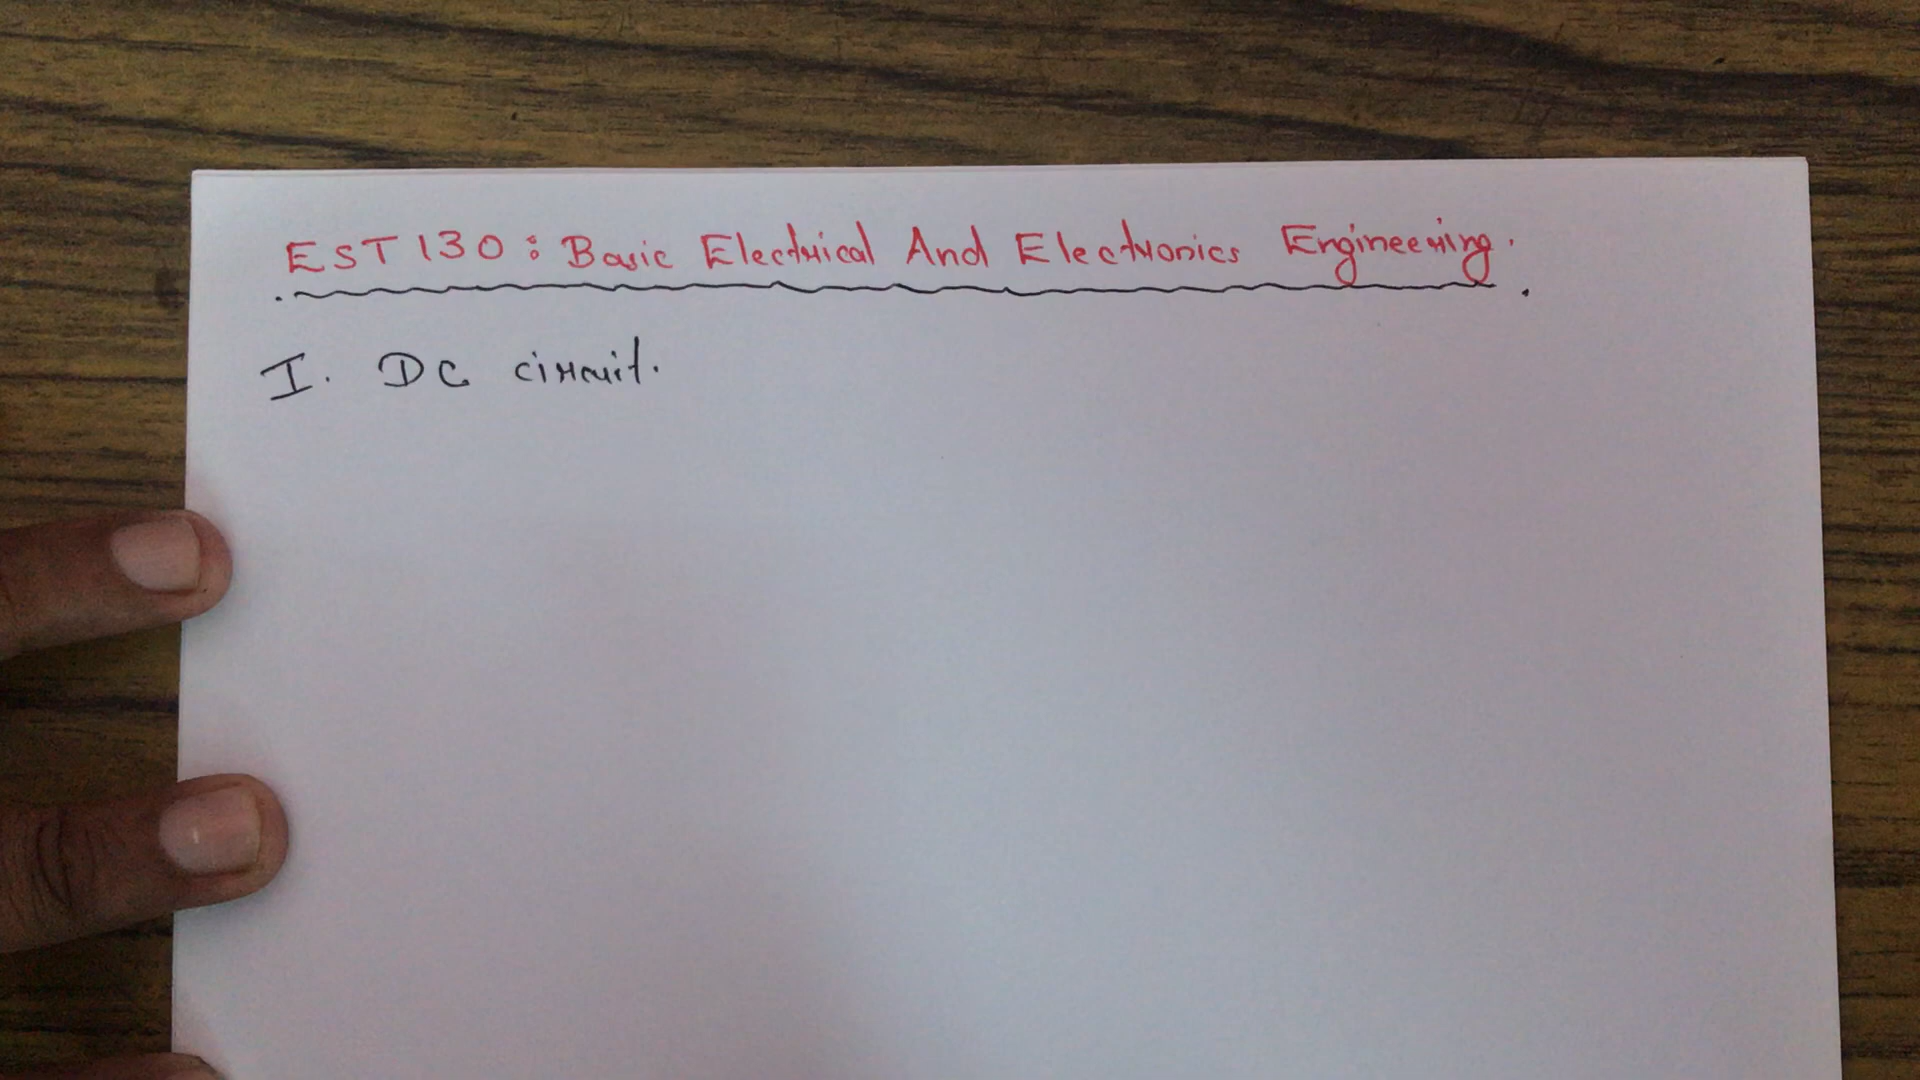 EST 130 : Basic Electrical And Electronics Engineering.
I. DC circuit.